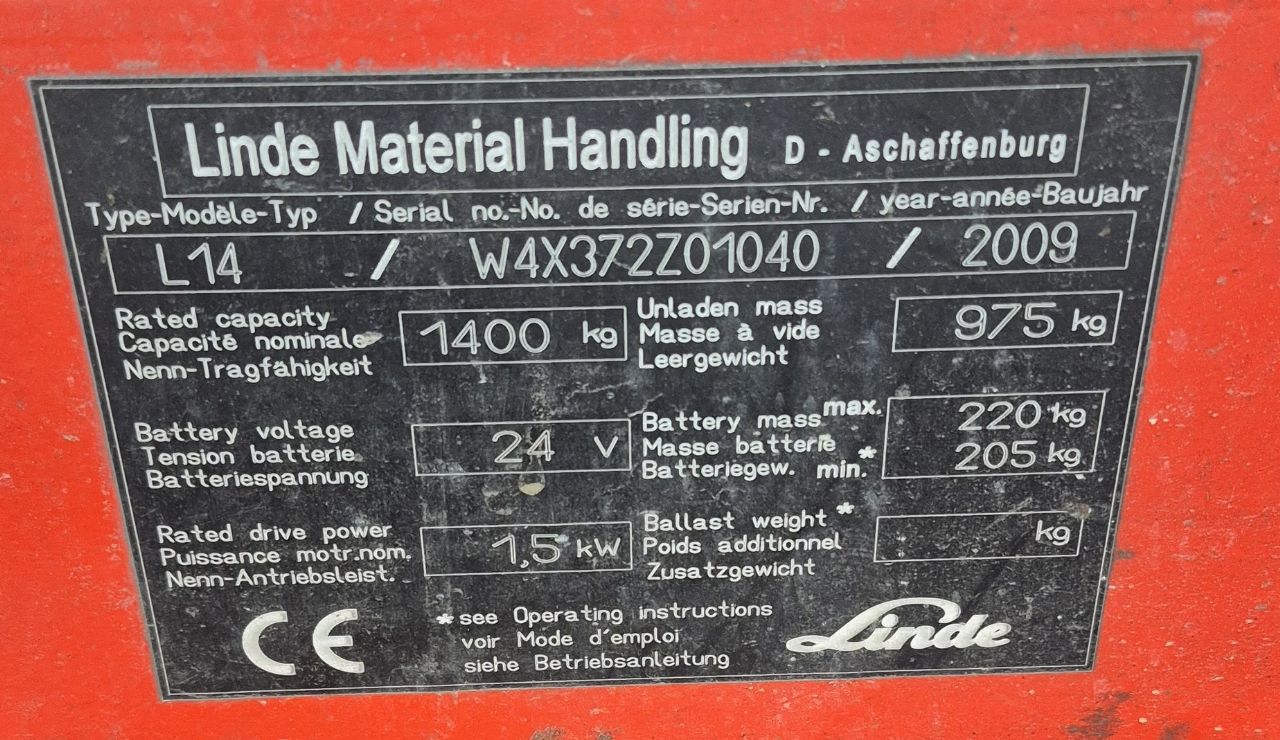 Linde Material Handling D - Aschaffenburg
Type-Modèle-Typ / Serial no.-No. de série-Serien-Nr. / year-année-Baujahr
L14 / W4X372Z01040 / 2009
Rated capacity
Capacité nominale
Nenn-Tragfähigkeit
1400 kg
Unladen mass
Masse à vide
Leergewicht
975 kg
Battery voltage
Tension batterie
Batteriespannung
24 V
Battery mass max.
Masse batterie
Batteriegew. min.*
220 kg
205 kg
Rated drive power
Puissance motr.nom.
Nenn-Antriebsleist.
1,5 kW
Ballast weight*
Poids additionnel
Zusatzgewicht
kg
CE
*see Operating instructions
voir Mode d'emploi
siehe Betriebsanleitung
Linde